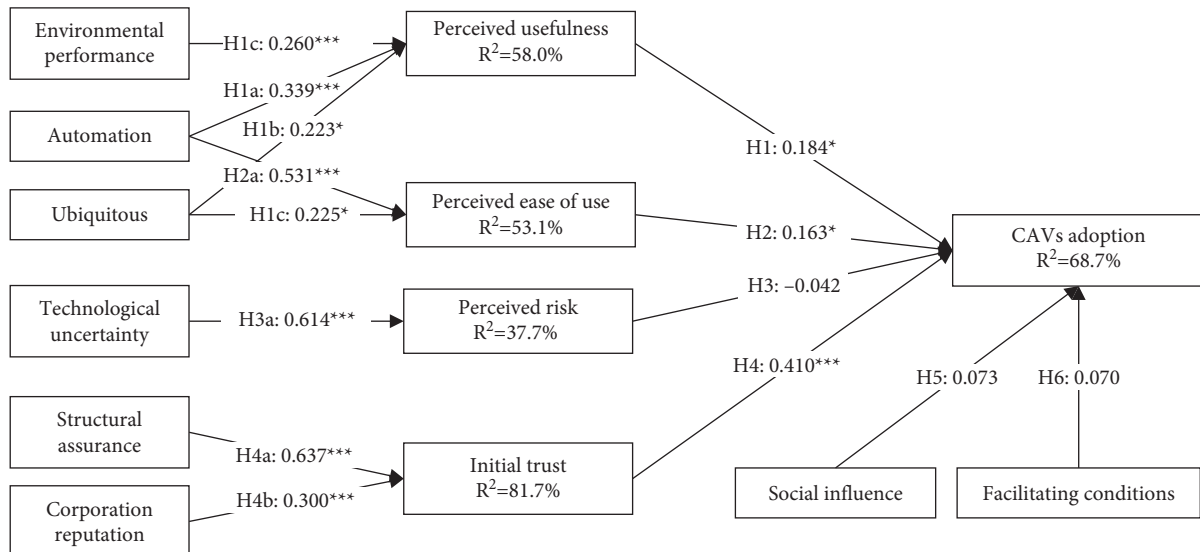 Environmental
performance
H1c: 0.260***
Perceived usefulness
R²=58.0%
H1a: 0.339***
Automation
H1b: 0.223*
H1: 0.184*
H2a: 0.531***
Ubiquitous
H1c: 0.225*
Perceived ease of use
R²=53.1%
H2: 0.163*
CAVs adoption
R²=68.7%
H3: –0.042
Technological
uncertainty
H3a: 0.614***
Perceived risk
R²=37.7%
H4: 0.410***
H5: 0.073
H6: 0.070
Structural
assurance
H4a: 0.637***
Initial trust
R²=81.7%
H4b: 0.300***
Corporation
reputation
Social influence
Facilitating conditions